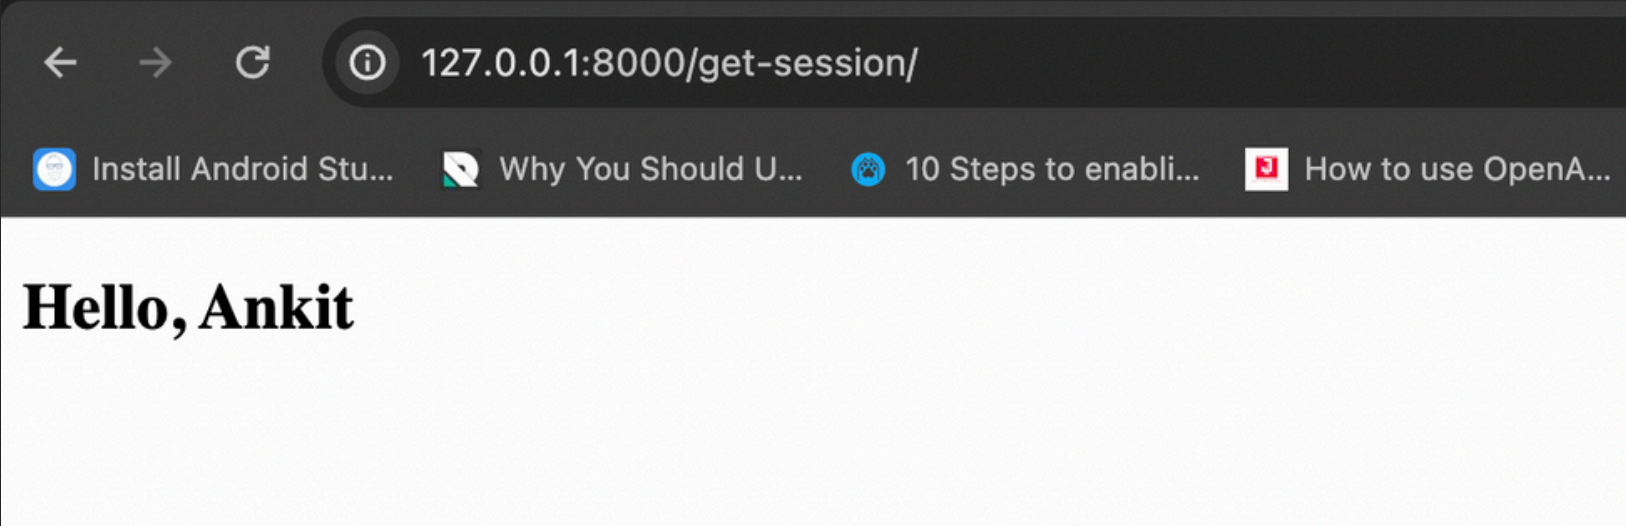 127.0.0.1:8000/get-session/
Install Android Stu...
Why You Should U...
10 Steps to enabli...
How to use OpenA...
Hello, Ankit